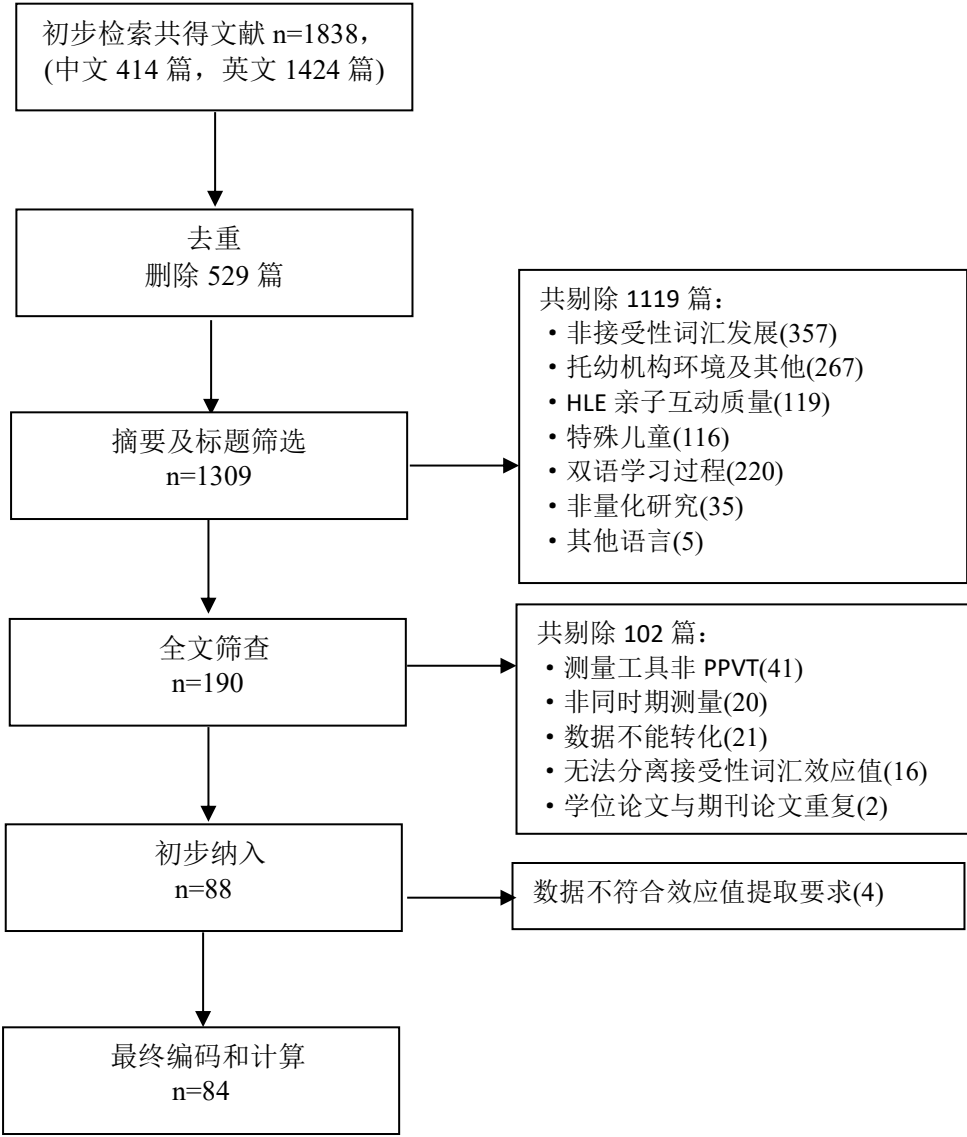 初步检索共得文献 n=1838，
(中文 414 篇，英文 1424 篇)
去重
删除 529 篇
共剔除 1119 篇：
·非接受性词汇发展(357)
·托幼机构环境及其他(267)
·HLE 亲子互动质量(119)
·特殊儿童(116)
·双语学习过程(220)
·非量化研究(35)
·其他语言(5)
摘要及标题筛选
n=1309
全文筛查
n=190
共剔除 102 篇：
·测量工具非 PPVT(41)
·非同时期测量(20)
·数据不能转化(21)
·无法分离接受性词汇效应值(16)
·学位论文与期刊论文重复(2)
初步纳入
n=88
数据不符合效应值提取要求(4)
最终编码和计算
n=84